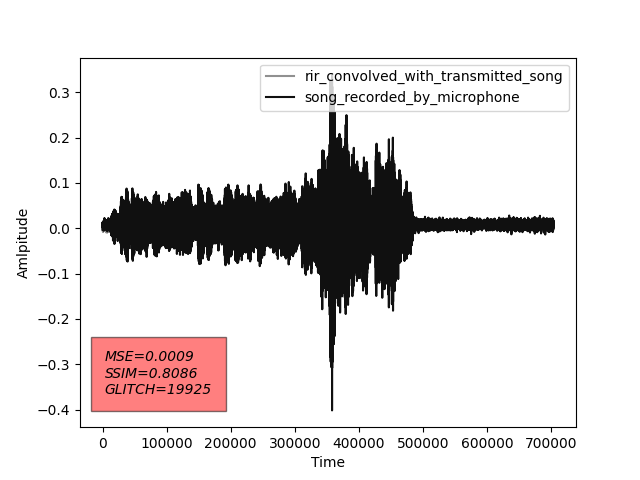 rir_convolved_with_transmitted_song
song_recorded_by_microphone
0.3
0.2
0.1
0.0
−0.1
−0.2
−0.3
−0.4
Amlpitude
MSE=0.0009
SSIM=0.8086
GLITCH=19925
0 100000 200000 300000 400000 500000 600000 700000
Time